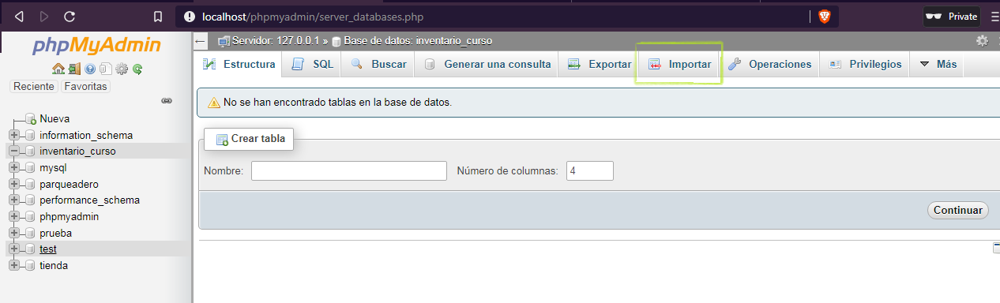 localhost/phpmyadmin/server_databases.php
Private
phpMyAdmin
Reciente Favoritas
Nueva
information_schema
inventario_curso
mysql
parqueadero
performance_schema
phpmyadmin
prueba
test
tienda
Servidor: 127.0.0.1 » Base de datos: inventario_curso
Estructura SQL Buscar Generar una consulta Exportar Importar Operaciones Privilegios Más
No se han encontrado tablas en la base de datos.
Crear tabla
Nombre: Número de columnas: 4
Continuar